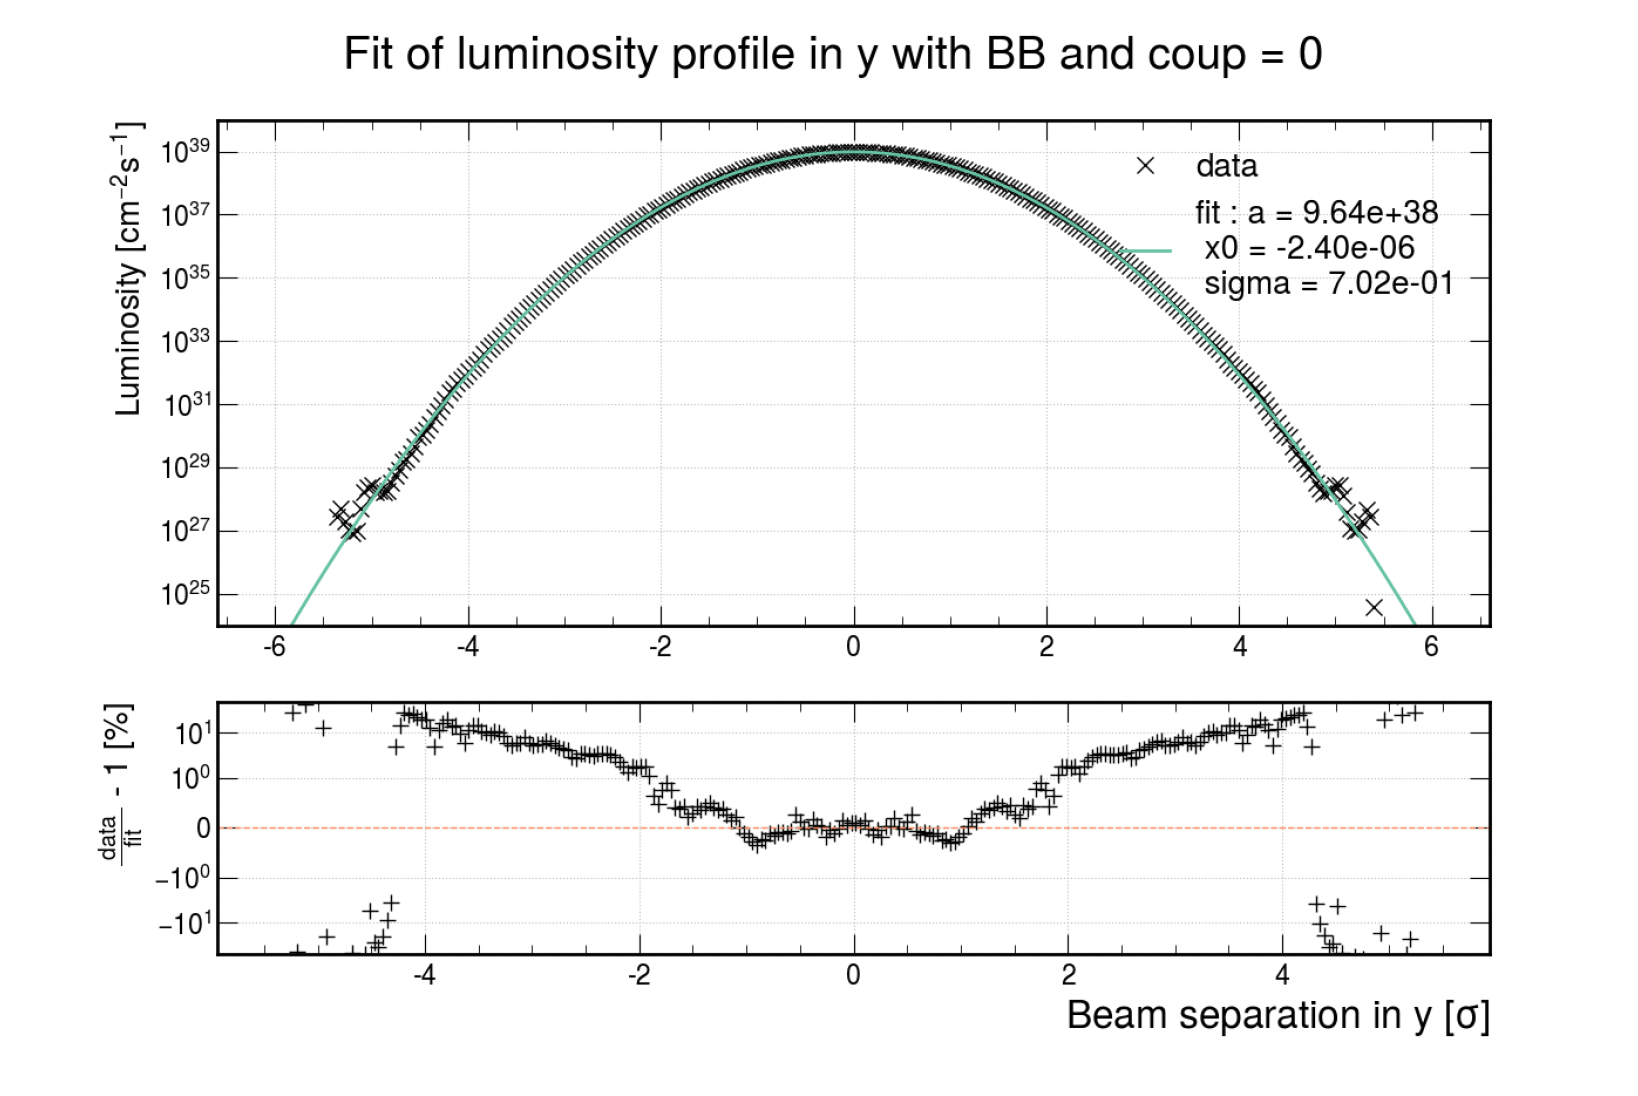 Fit of luminosity profile in y with BB and coup = 0
Luminosity [cm⁻²s⁻¹]
10³⁹
10³⁷
10³⁵
10³³
10³¹
10²⁹
10²⁷
10²⁵
data
fit : a = 9.64e+38
x0 = -2.40e-06
sigma = 7.02e-01
-6 -4 -2 0 2 4 6
data
fit
- 1 [%]
10¹
10⁰
0
−10⁰
−10¹
-4 -2 0 2 4
Beam separation in y [σ]